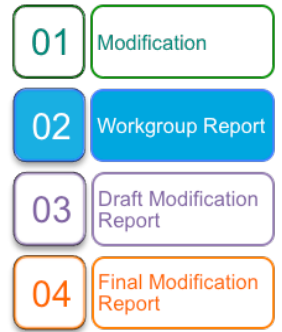 01 Modification
02 Workgroup Report
03 Draft Modification
Report
04 Final Modification
Report